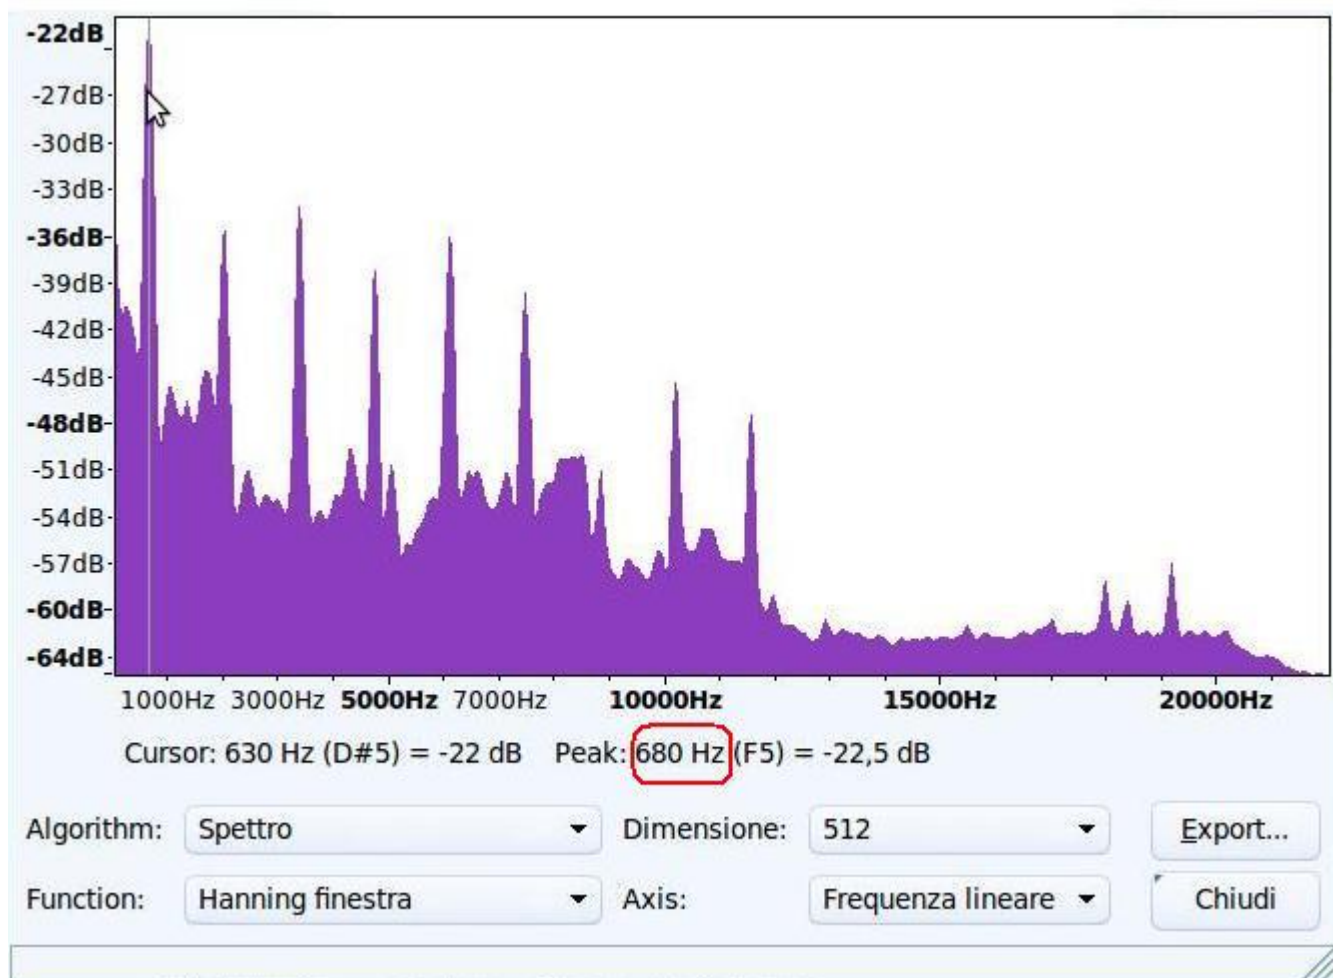 -22dB
-27dB
-30dB
-33dB
-36dB
-39dB
-42dB
-45dB
-48dB
-51dB
-54dB
-57dB
-60dB
-64dB
1000Hz 3000Hz 5000Hz 7000Hz 10000Hz 15000Hz 20000Hz
Cursor: 630 Hz (D#5) = -22 dB Peak: 680 Hz (F5) = -22,5 dB
Algorithm: Spettro Dimensione: 512 Export...
Function: Hanning finestra Axis: Frequenza lineare Chiudi